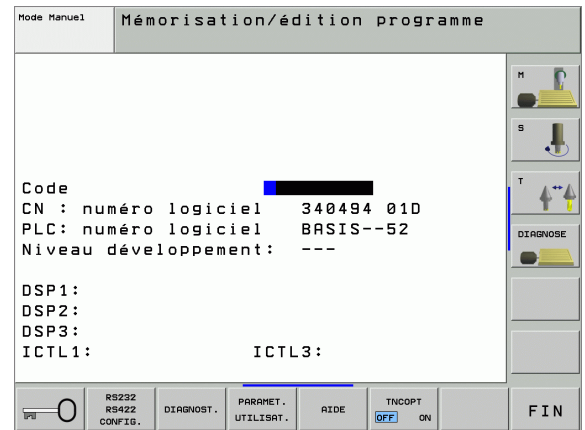 Mode Manuel
Mémorisation/édition programme
M
S
T
DIAGNOSE
Code
CN : numéro logiciel 340494 01D
PLC: numéro logiciel BASIS--52
Niveau développement: ---
DSP1:
DSP2:
DSP3:
ICTL1: ICTL3:
RS232
RS422
CONFIG.
DIAGNOST.
PARAMET.
UTILISAT.
AIDE
TNCOPT
OFF ON
FIN